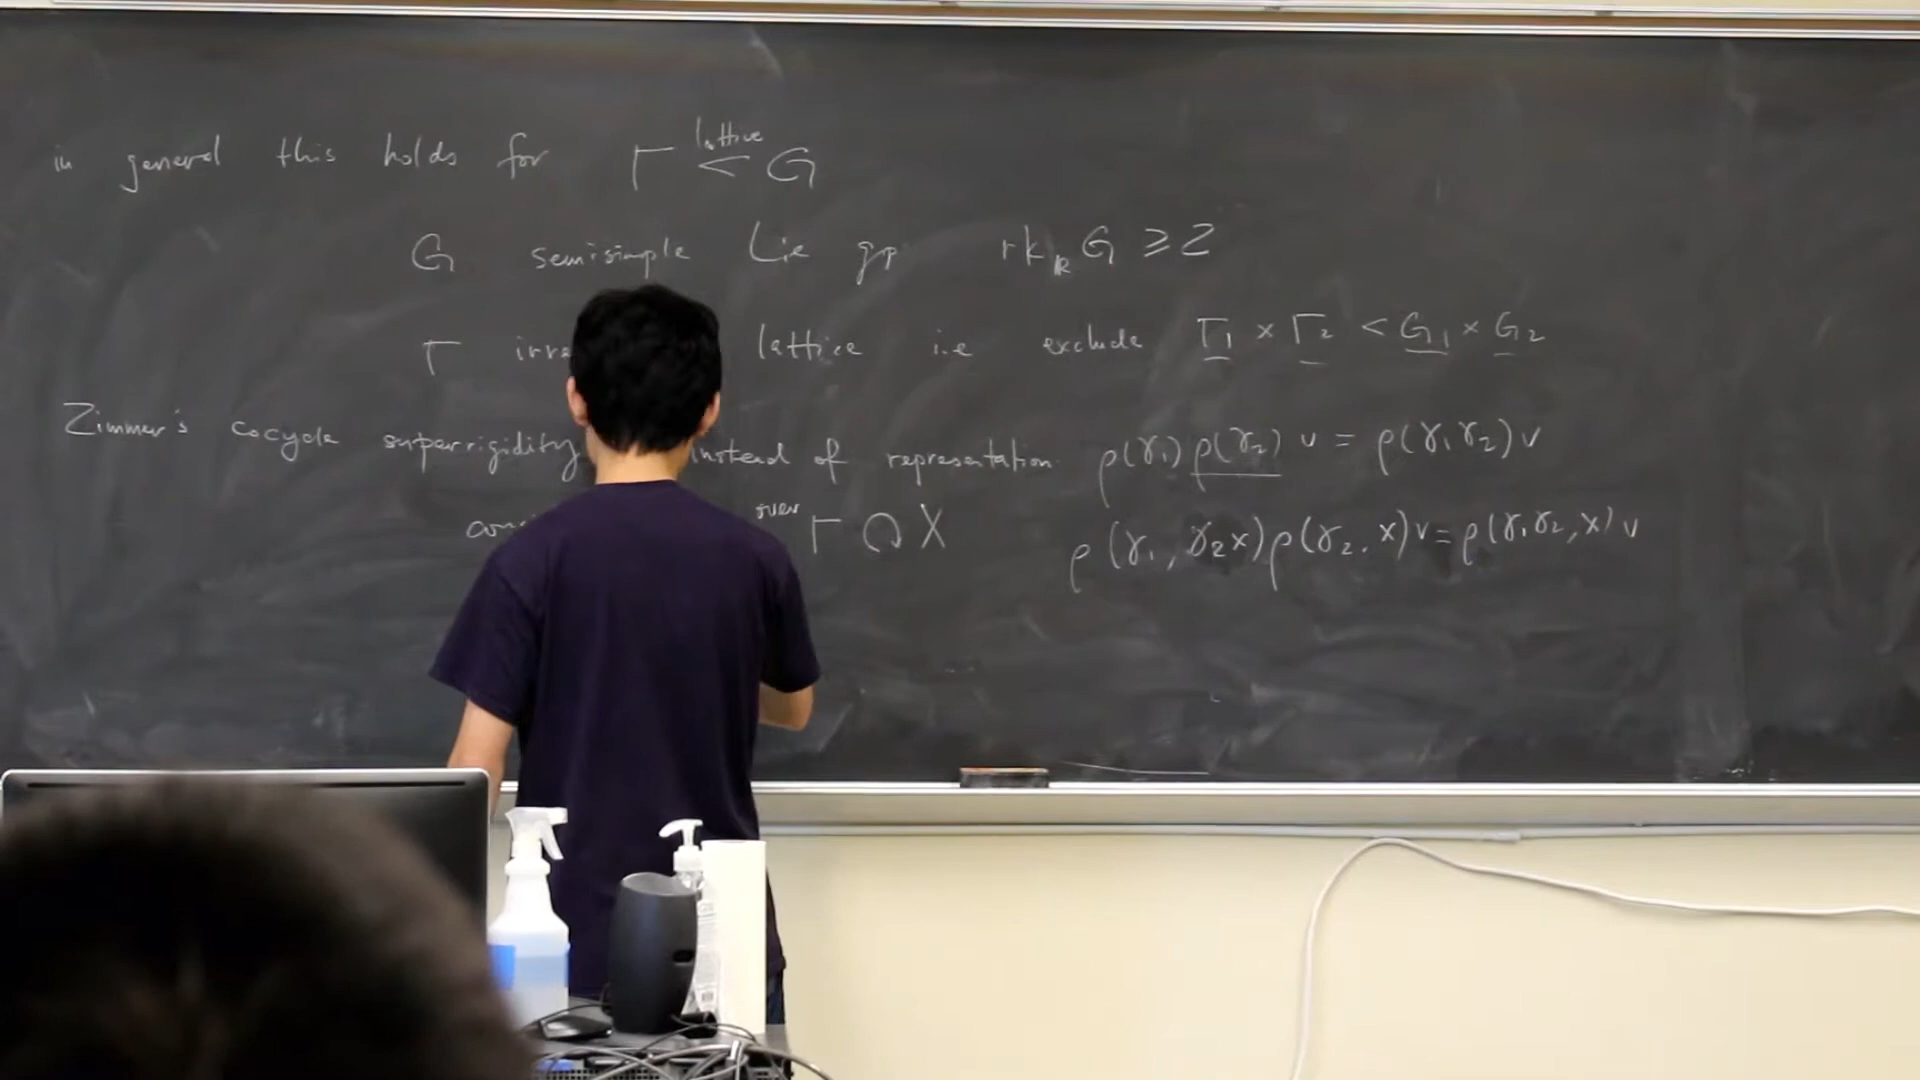 in general this holds for Γ <^{lattice} G
G semisimple Lie gp rk_ℝ G ≥ 2
Γ lattice i.e exclude Γ₁ × Γ₂ < G₁ × G₂
Zimmer's cocycle superrigidity instead of representation ρ(γ₁)ρ(γ₂) v = ρ(γ₁γ₂) v
over Γ ↻ X ρ(γ₁, γ₂x)ρ(γ₂, x) v = ρ(γ₁γ₂, x) v